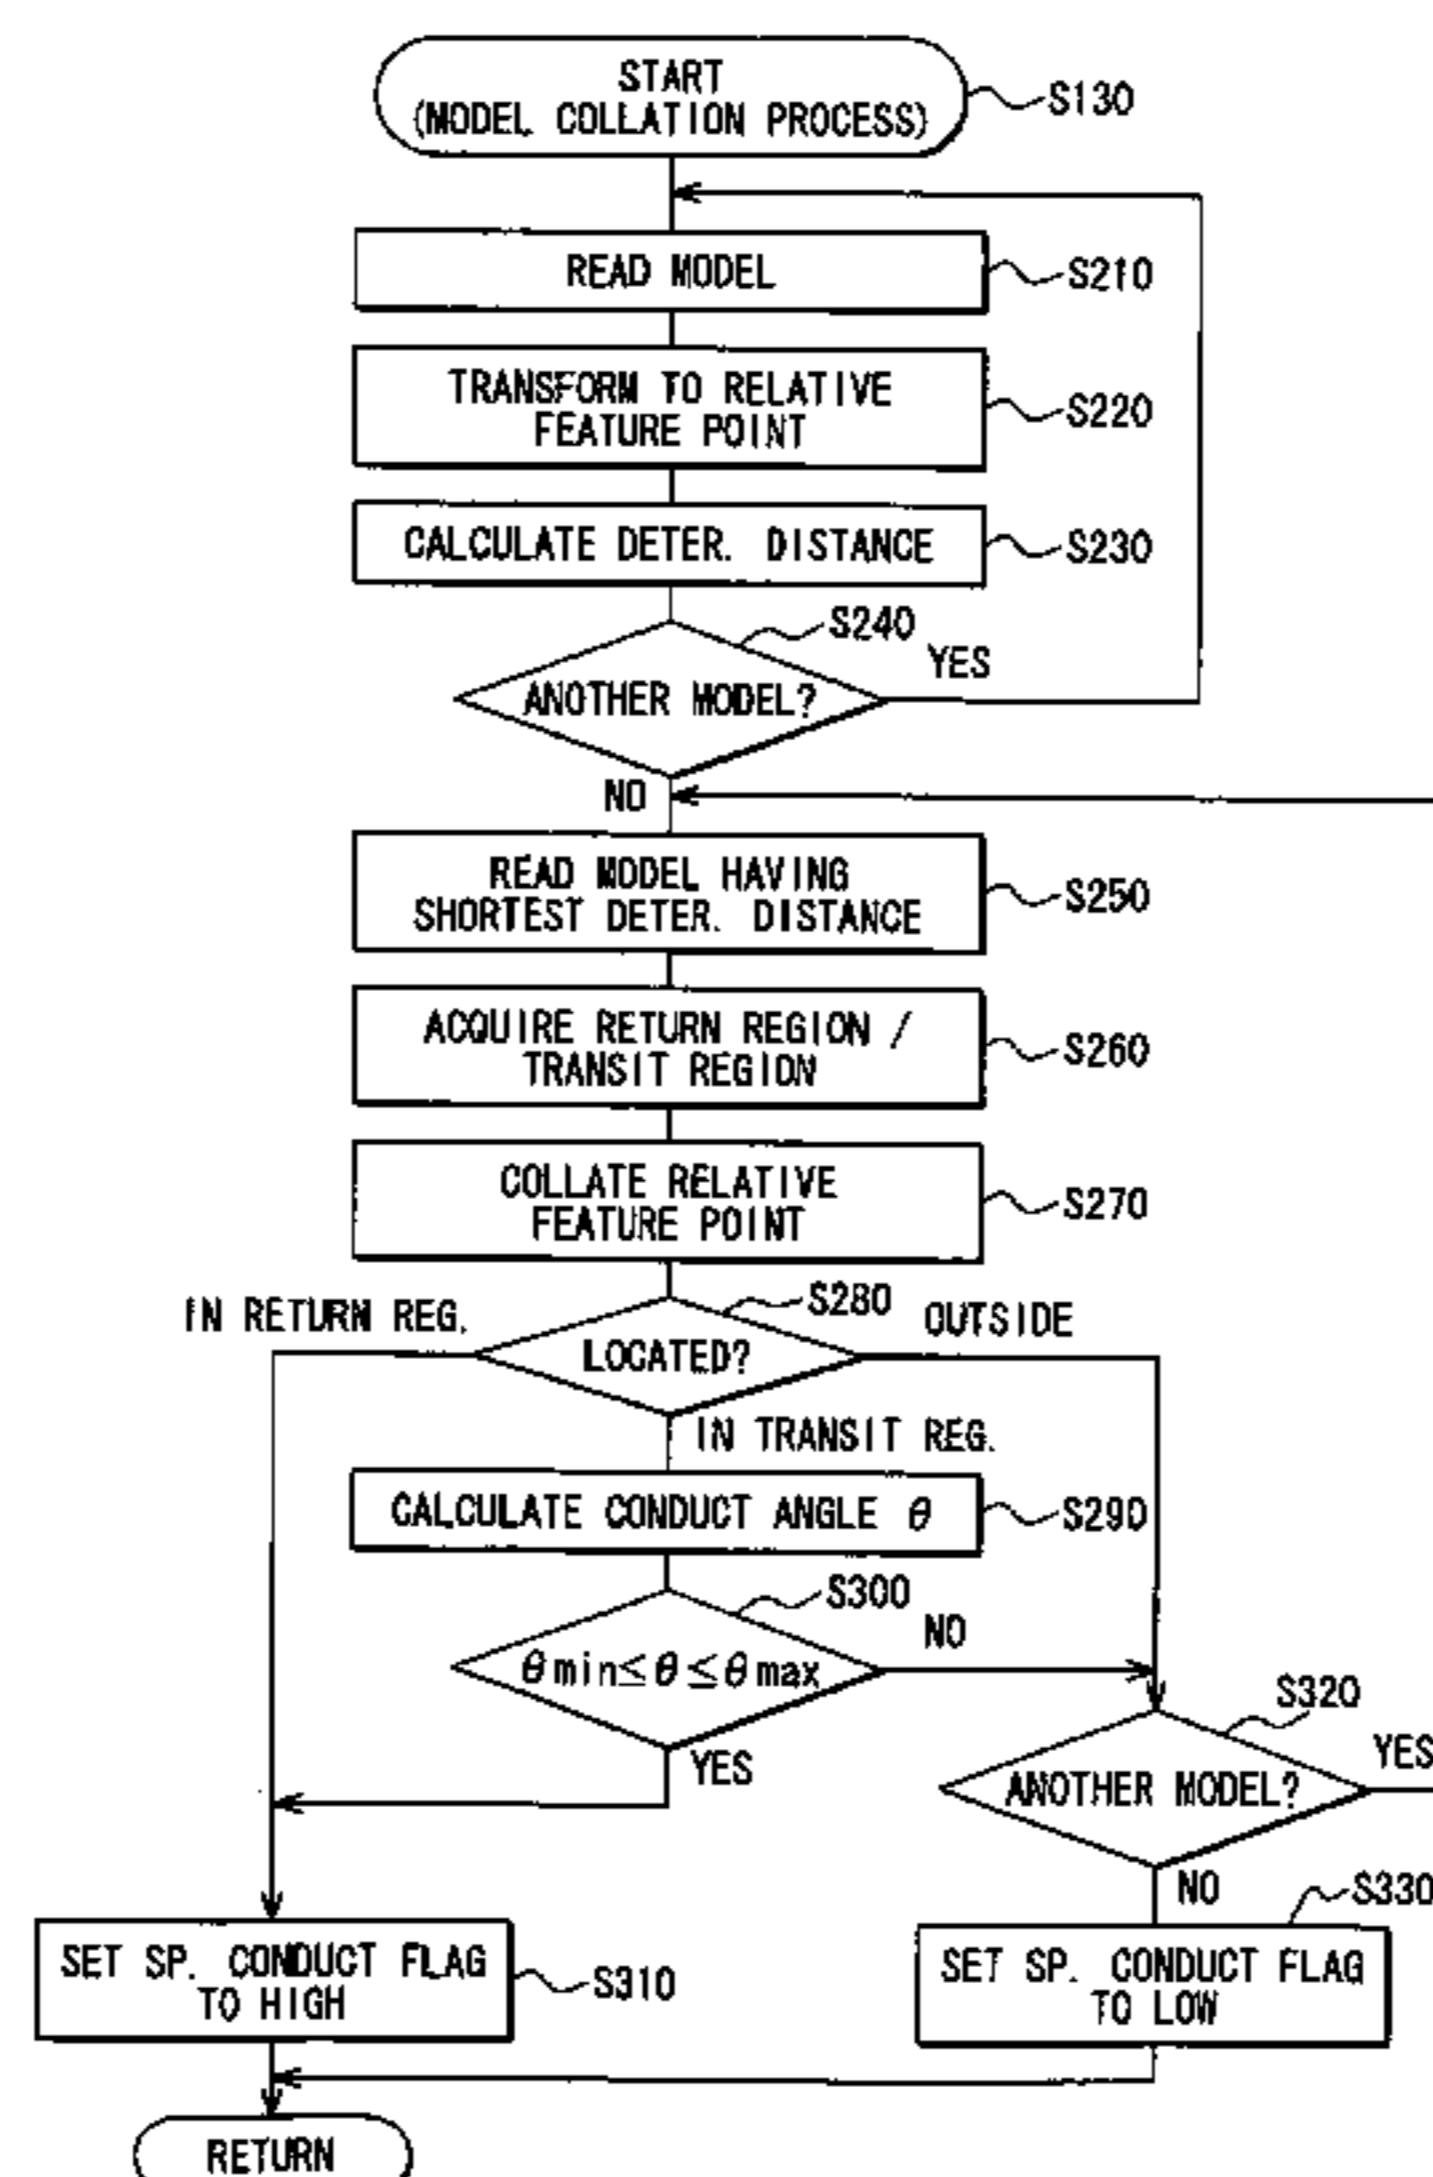 START
(MODEL COLLATION PROCESS)
S130
READ MODEL
S210
TRANSFORM TO RELATIVE
FEATURE POINT
S220
CALCULATE DETER. DISTANCE
S230
S240
ANOTHER MODEL?
YES
NO
READ MODEL HAVING
SHORTEST DETER. DISTANCE
S250
ACQUIRE RETURN REGION /
TRANSIT REGION
S260
COLLATE RELATIVE
FEATURE POINT
S270
S280
IN RETURN REG.
LOCATED?
OUTSIDE
IN TRANSIT REG.
CALCULATE CONDUCT ANGLE θ
S290
S300
θmin≤θ≤θmax
NO
YES
S320
ANOTHER MODEL?
YES
NO
S330
SET SP. CONDUCT FLAG
TO HIGH
S310
SET SP. CONDUCT FLAG
TO LOW
RETURN